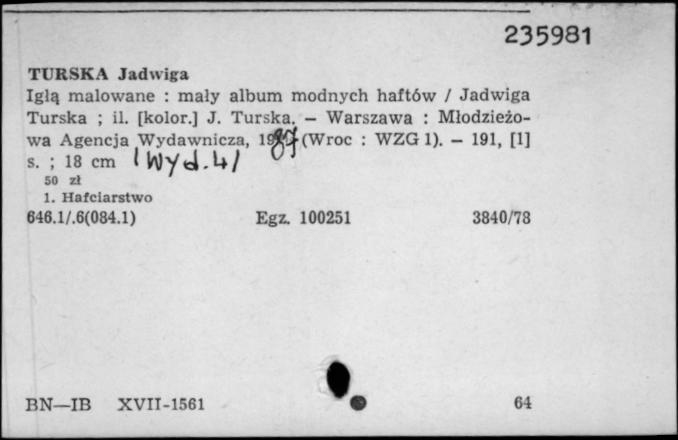 235981
TURSKA Jadwiga
Igłą malowane : mały album modnych haftów / Jadwiga
Turska ; il. [kolor.] J. Turska. — Warszawa : Młodzieżo-
wa Agencja Wydawnicza, 1987 (Wroc : WZG 1). — 191, [1]
s. ; 18 cm /Wyd. 4/
50 zł
1. Hafciarstwo
646.1/.6(084.1) Egz. 100251 3840/78
BN—IB XVII-1561 64